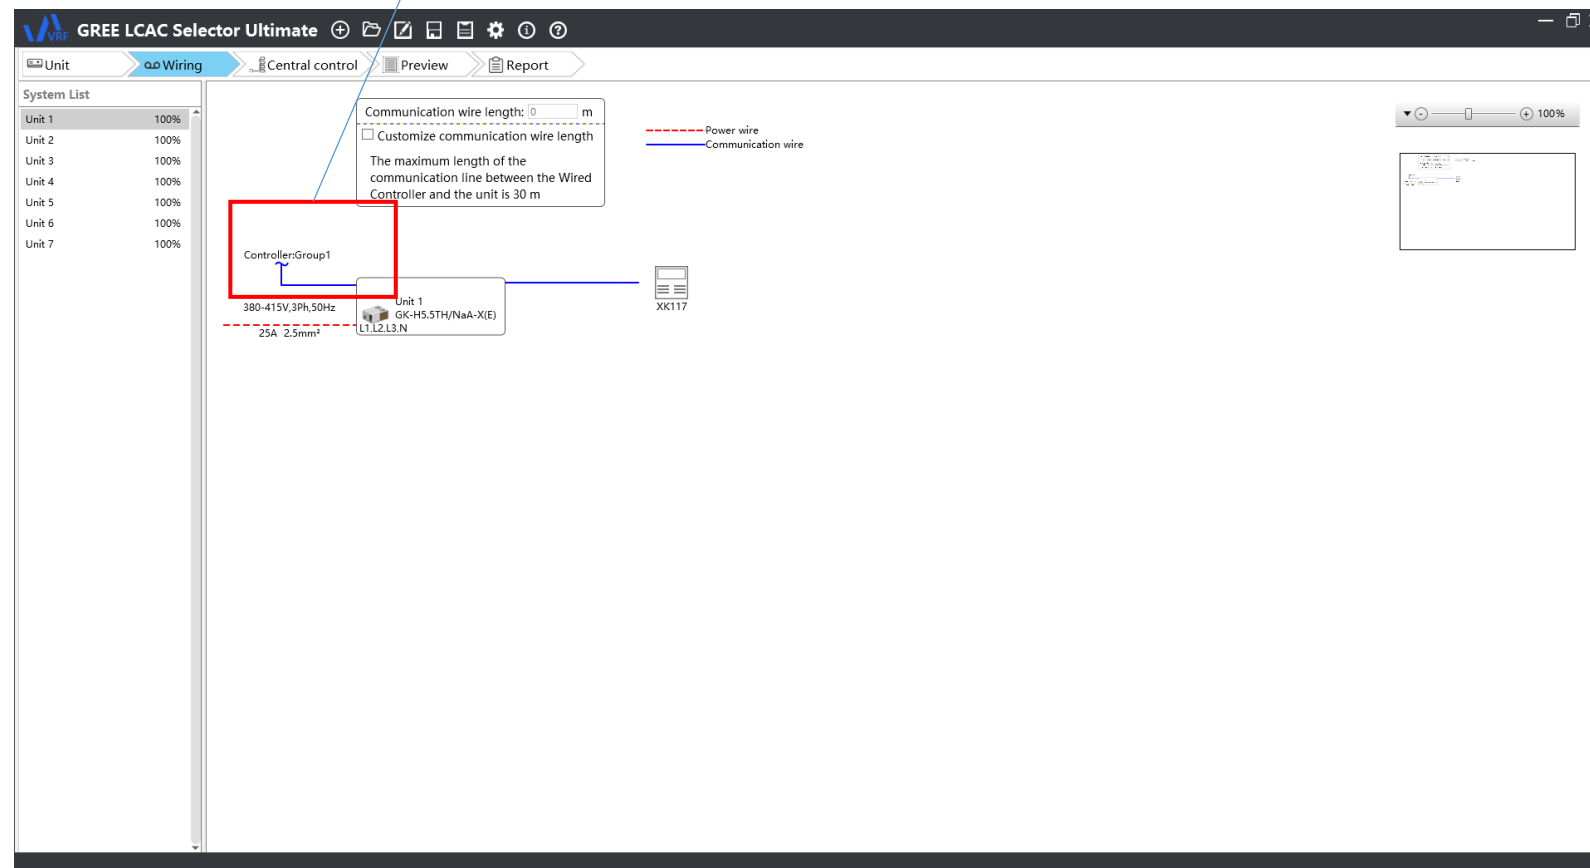 VRF GREE LCAC Selector Ultimate
Unit
Wiring
Central control
Preview
Report
System List
Unit 1 100%
Unit 2 100%
Unit 3 100%
Unit 4 100%
Unit 5 100%
Unit 6 100%
Unit 7 100%
Communication wire length: 0 m
Customize communication wire length
The maximum length of the
communication line between the Wired
Controller and the unit is 30 m
Power wire
Communication wire
100%
Controller:Group1
380-415V,3Ph,50Hz
25A 2.5mm²
Unit 1
GK-H5.5TH/NaA-X(E)
L1.L2.L3.N
XK117